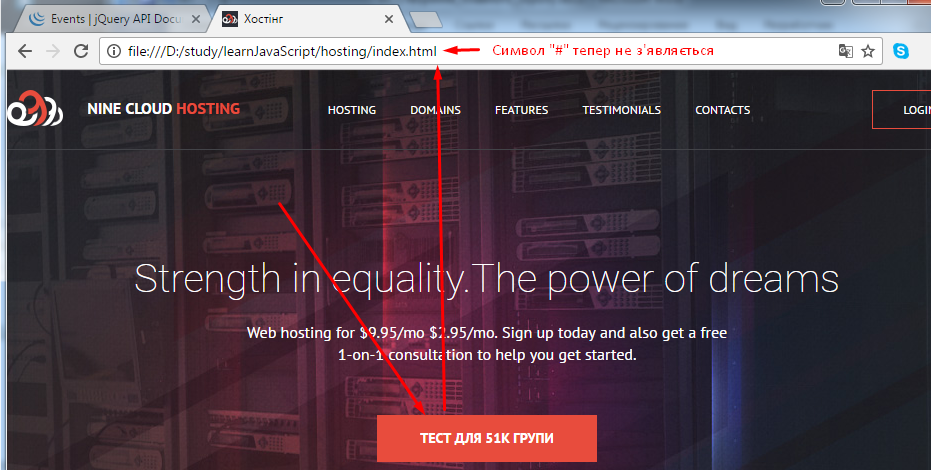 Events | jQuery API Docu
Хостінг
file:///D:/study/learnJavaScript/hosting/index.html
Символ "#" тепер не з'являється
NINE CLOUD HOSTING
HOSTING
DOMAINS
FEATURES
TESTIMONIALS
CONTACTS
LOGIN
Strength in equality.The power of dreams
Web hosting for $9.95/mo $2.95/mo. Sign up today and also get a free
1-on-1 consultation to help you get started.
ТЕСТ ДЛЯ 51К ГРУПИ